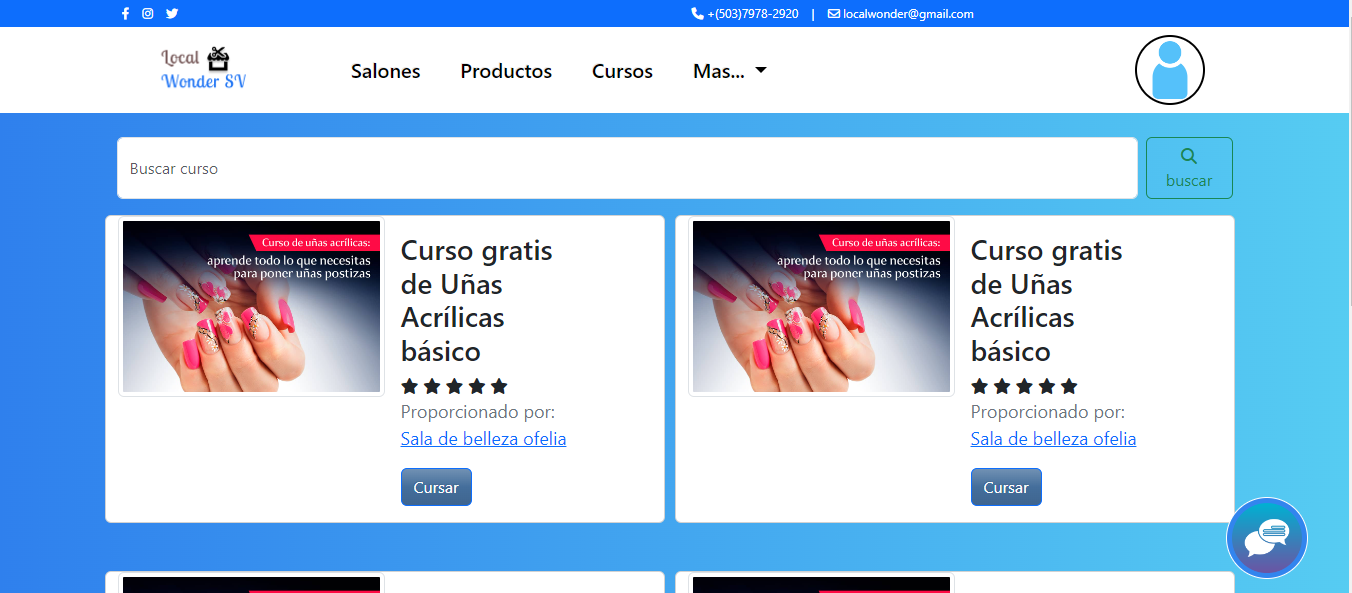 +(503)7978-2920 | localwonder@gmail.com
Local
Wonder SV
Salones Productos Cursos Mas...
Buscar curso
buscar
Curso de uñas acrílicas:
aprende todo lo que necesitas
para poner uñas postizas
Curso gratis
de Uñas
Acrílicas
básico
Proporcionado por:
Sala de belleza ofelia
Cursar
Curso de uñas acrílicas:
aprende todo lo que necesitas
para poner uñas postizas
Curso gratis
de Uñas
Acrílicas
básico
Proporcionado por:
Sala de belleza ofelia
Cursar